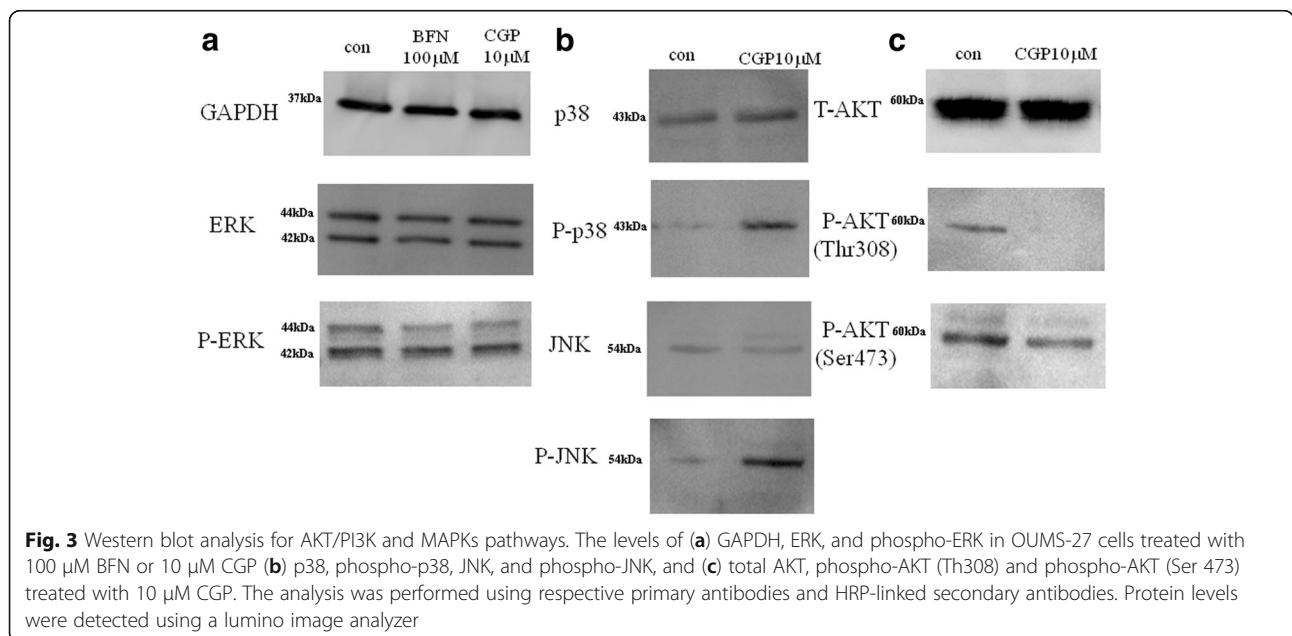 a
con
BFN
100μM
CGP
10μM
GAPDH
37kDa
ERK
44kDa
42kDa
P-ERK
44kDa
42kDa
b
con
CGP10μM
p38
43kDa
P-p38
43kDa
JNK
54kDa
P-JNK
54kDa
c
con
CGP10μM
T-AKT
60kDa
P-AKT
(Thr308)
60kDa
P-AKT
(Ser473)
60kDa
Fig. 3 Western blot analysis for AKT/PI3K and MAPKs pathways. The levels of (a) GAPDH, ERK, and phospho-ERK in OUMS-27 cells treated with
100 μM BFN or 10 μM CGP (b) p38, phospho-p38, JNK, and phospho-JNK, and (c) total AKT, phospho-AKT (Th308) and phospho-AKT (Ser 473)
treated with 10 μM CGP. The analysis was performed using respective primary antibodies and HRP-linked secondary antibodies. Protein levels
were detected using a lumino image analyzer